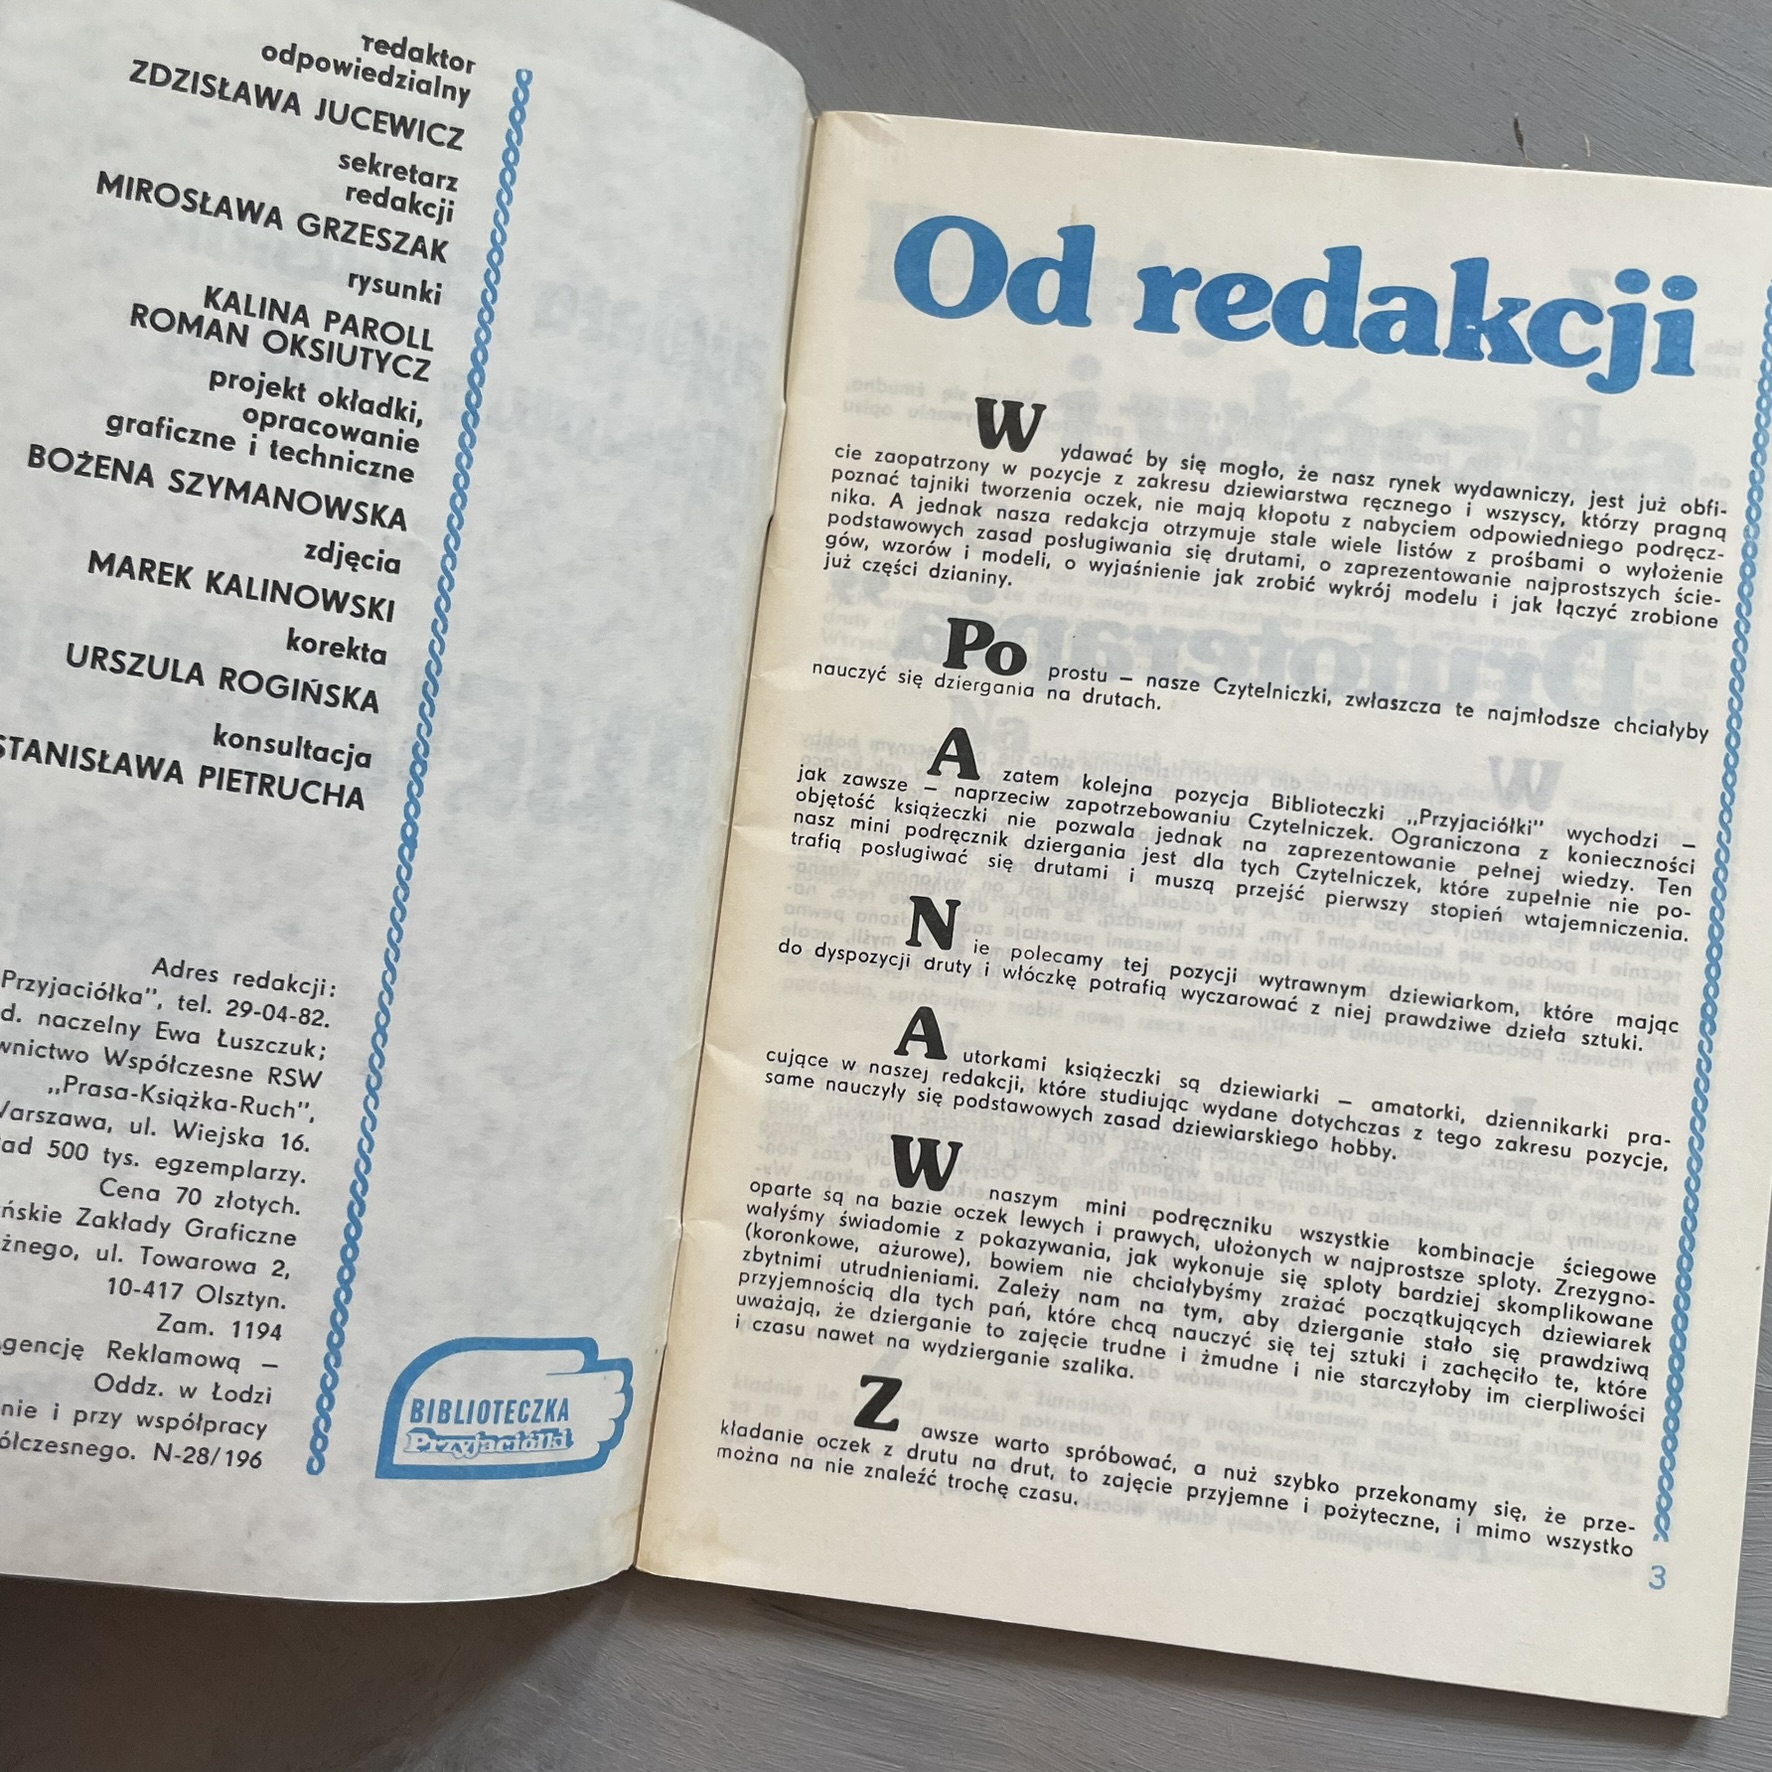 redaktor
odpowiedzialny
ZDZISŁAWA JUCEWICZ
sekretarz
redakcji
MIROSŁAWA GRZESZAK
rysunki
KALINA PAROLL
ROMAN OKSIUTYCZ
projekt okładki,
opracowanie
graficzne i techniczne
BOŻENA SZYMANOWSKA
zdjęcia
MAREK KALINOWSKI
korekta
URSZULA ROGIŃSKA
konsultacja
STANISŁAWA PIETRUCHA
Adres redakcji:
Przyjaciółka", tel. 29-04-82.
d. naczelny Ewa Łuszczuk;
wnictwo Współczesne RSW
„Prasa-Książka-Ruch",
Warszawa, ul. Wiejska 16.
ad 500 tys. egzemplarzy.
Cena 70 złotych.
ńskie Zakłady Graficzne
żnego, ul. Towarowa 2,
10-417 Olsztyn.
Zam. 1194
gencję Reklamową –
Oddz. w Łodzi
nie i przy współpracy
ółczesnego. N-28/196
BIBLIOTECZKA
Przyjaciółki
Od redakcji
Wydawać by się mogło, że nasz rynek wydawniczy, jest już obfi-
cie zaopatrzony w pozycje z zakresu dziewiarstwa ręcznego i wszyscy, którzy pragną
poznać tajniki tworzenia oczek, nie mają kłopotu z nabyciem odpowiedniego podręcz-
nika. A jednak nasza redakcja otrzymuje stale wiele listów z prośbami o wyłożenie
podstawowych zasad posługiwania się drutami, o zaprezentowanie najprostszych ście-
gów, wzorów i modeli, o wyjaśnienie jak zrobić wykrój modelu i jak łączyć zrobione
już części dzianiny.
Po prostu – nasze Czytelniczki, zwłaszcza te najmłodsze chciałyby
nauczyć się dziergania na drutach.
A zatem kolejna pozycja Biblioteczki „Przyjaciółki" wychodzi –
jak zawsze – naprzeciw zapotrzebowaniu Czytelniczek. Ograniczona z konieczności
objętość książeczki nie pozwala jednak na zaprezentowanie pełnej wiedzy. Ten
nasz mini podręcznik dziergania jest dla tych Czytelniczek, które zupełnie nie po-
trafią posługiwać się drutami i muszą przejść pierwszy stopień wtajemniczenia.
Nie polecamy tej pozycji wytrawnym dziewiarkom, które mając
do dyspozycji druty i włóczkę potrafią wyczarować z niej prawdziwe dzieła sztuki.
Autorkami książeczki są dziewiarki – amatorki, dziennikarki pra-
cujące w naszej redakcji, które studiując wydane dotychczas z tego zakresu pozycje,
same nauczyły się podstawowych zasad dziewiarskiego hobby.
W naszym mini podręczniku wszystkie kombinacje ściegowe
oparte są na bazie oczek lewych i prawych, ułożonych w najprostsze sploty. Zrezygno-
wałyśmy świadomie z pokazywania, jak wykonuje się sploty bardziej skomplikowane
(koronkowe, ażurowe), bowiem nie chciałybyśmy zrażać początkujących dziewiarek
zbytnimi utrudnieniami. Zależy nam na tym, aby dzierganie stało się prawdziwą
przyjemnością dla tych pań, które chcą nauczyć się tej sztuki i zachęciło te, które
uważają, że dzierganie to zajęcie trudne i żmudne i nie starczyłoby im cierpliwości
i czasu nawet na wydzierganie szalika.
Zawsze warto spróbować, a nuż szybko przekonamy się, że prze-
kładanie oczek z drutu na drut, to zajęcie przyjemne i pożyteczne, i mimo wszystko
można na nie znaleźć trochę czasu.
3